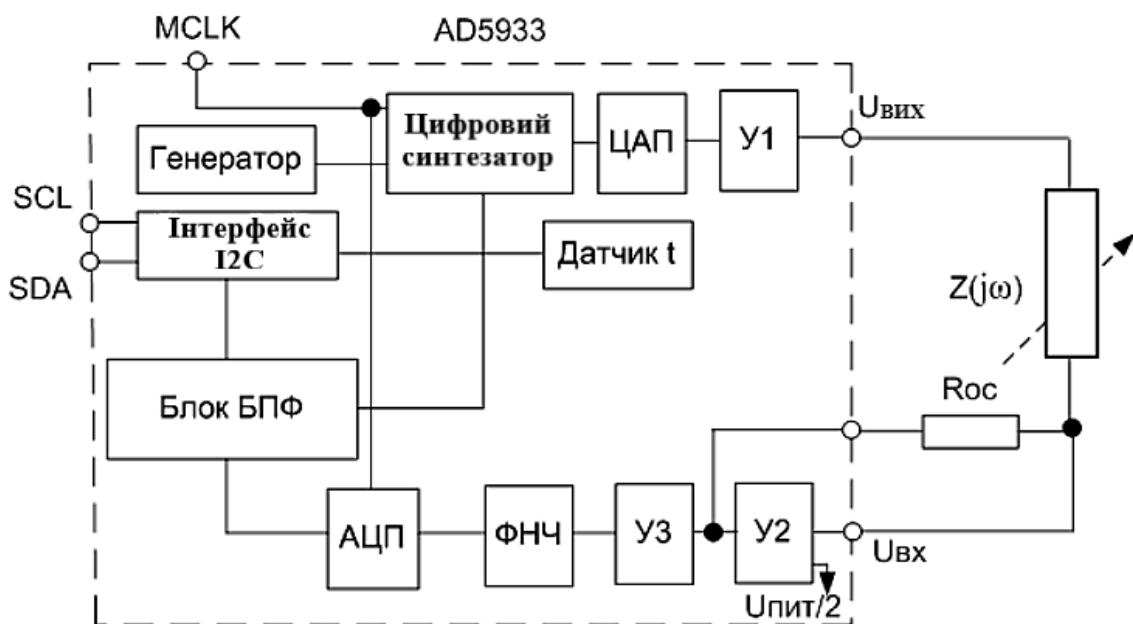 MCLK
AD5933
Uвих
Цифровий
синтезатор
ЦАП
У1
Генератор
SCL
Інтерфейс
I2C
Датчик t
SDA
Z(jω)
Блок БПФ
Rос
АЦП
ФНЧ
У3
У2
Uвх
Uпит/2